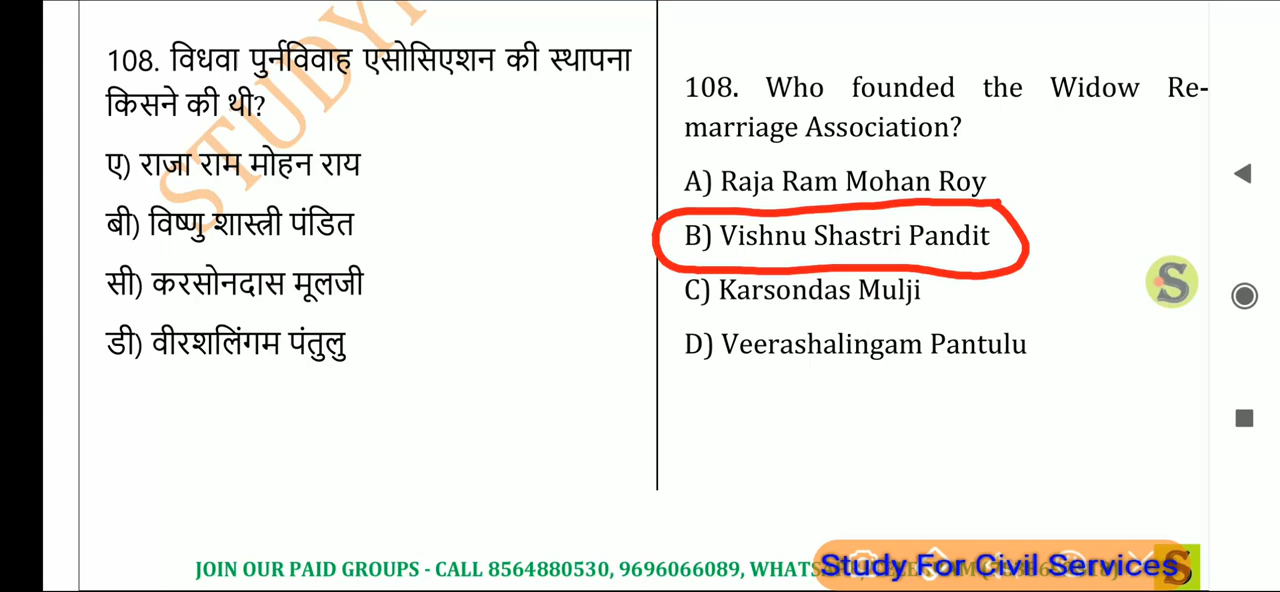 108. विधवा पुर्नविवाह एसोसिएशन की स्थापना
किसने की थी?
ए) राजा राम मोहन राय
बी) विष्णु शास्त्री पंडित
सी) करसोनदास मूलजी
डी) वीरशलिंगम पंतुलु
108. Who founded the Widow Re-
marriage Association?
A) Raja Ram Mohan Roy
B) Vishnu Shastri Pandit
C) Karsondas Mulji
D) Veerashalingam Pantulu
STUDY
S
JOIN OUR PAID GROUPS - CALL 8564880530, 9696066089,
Study For Civil Services
S